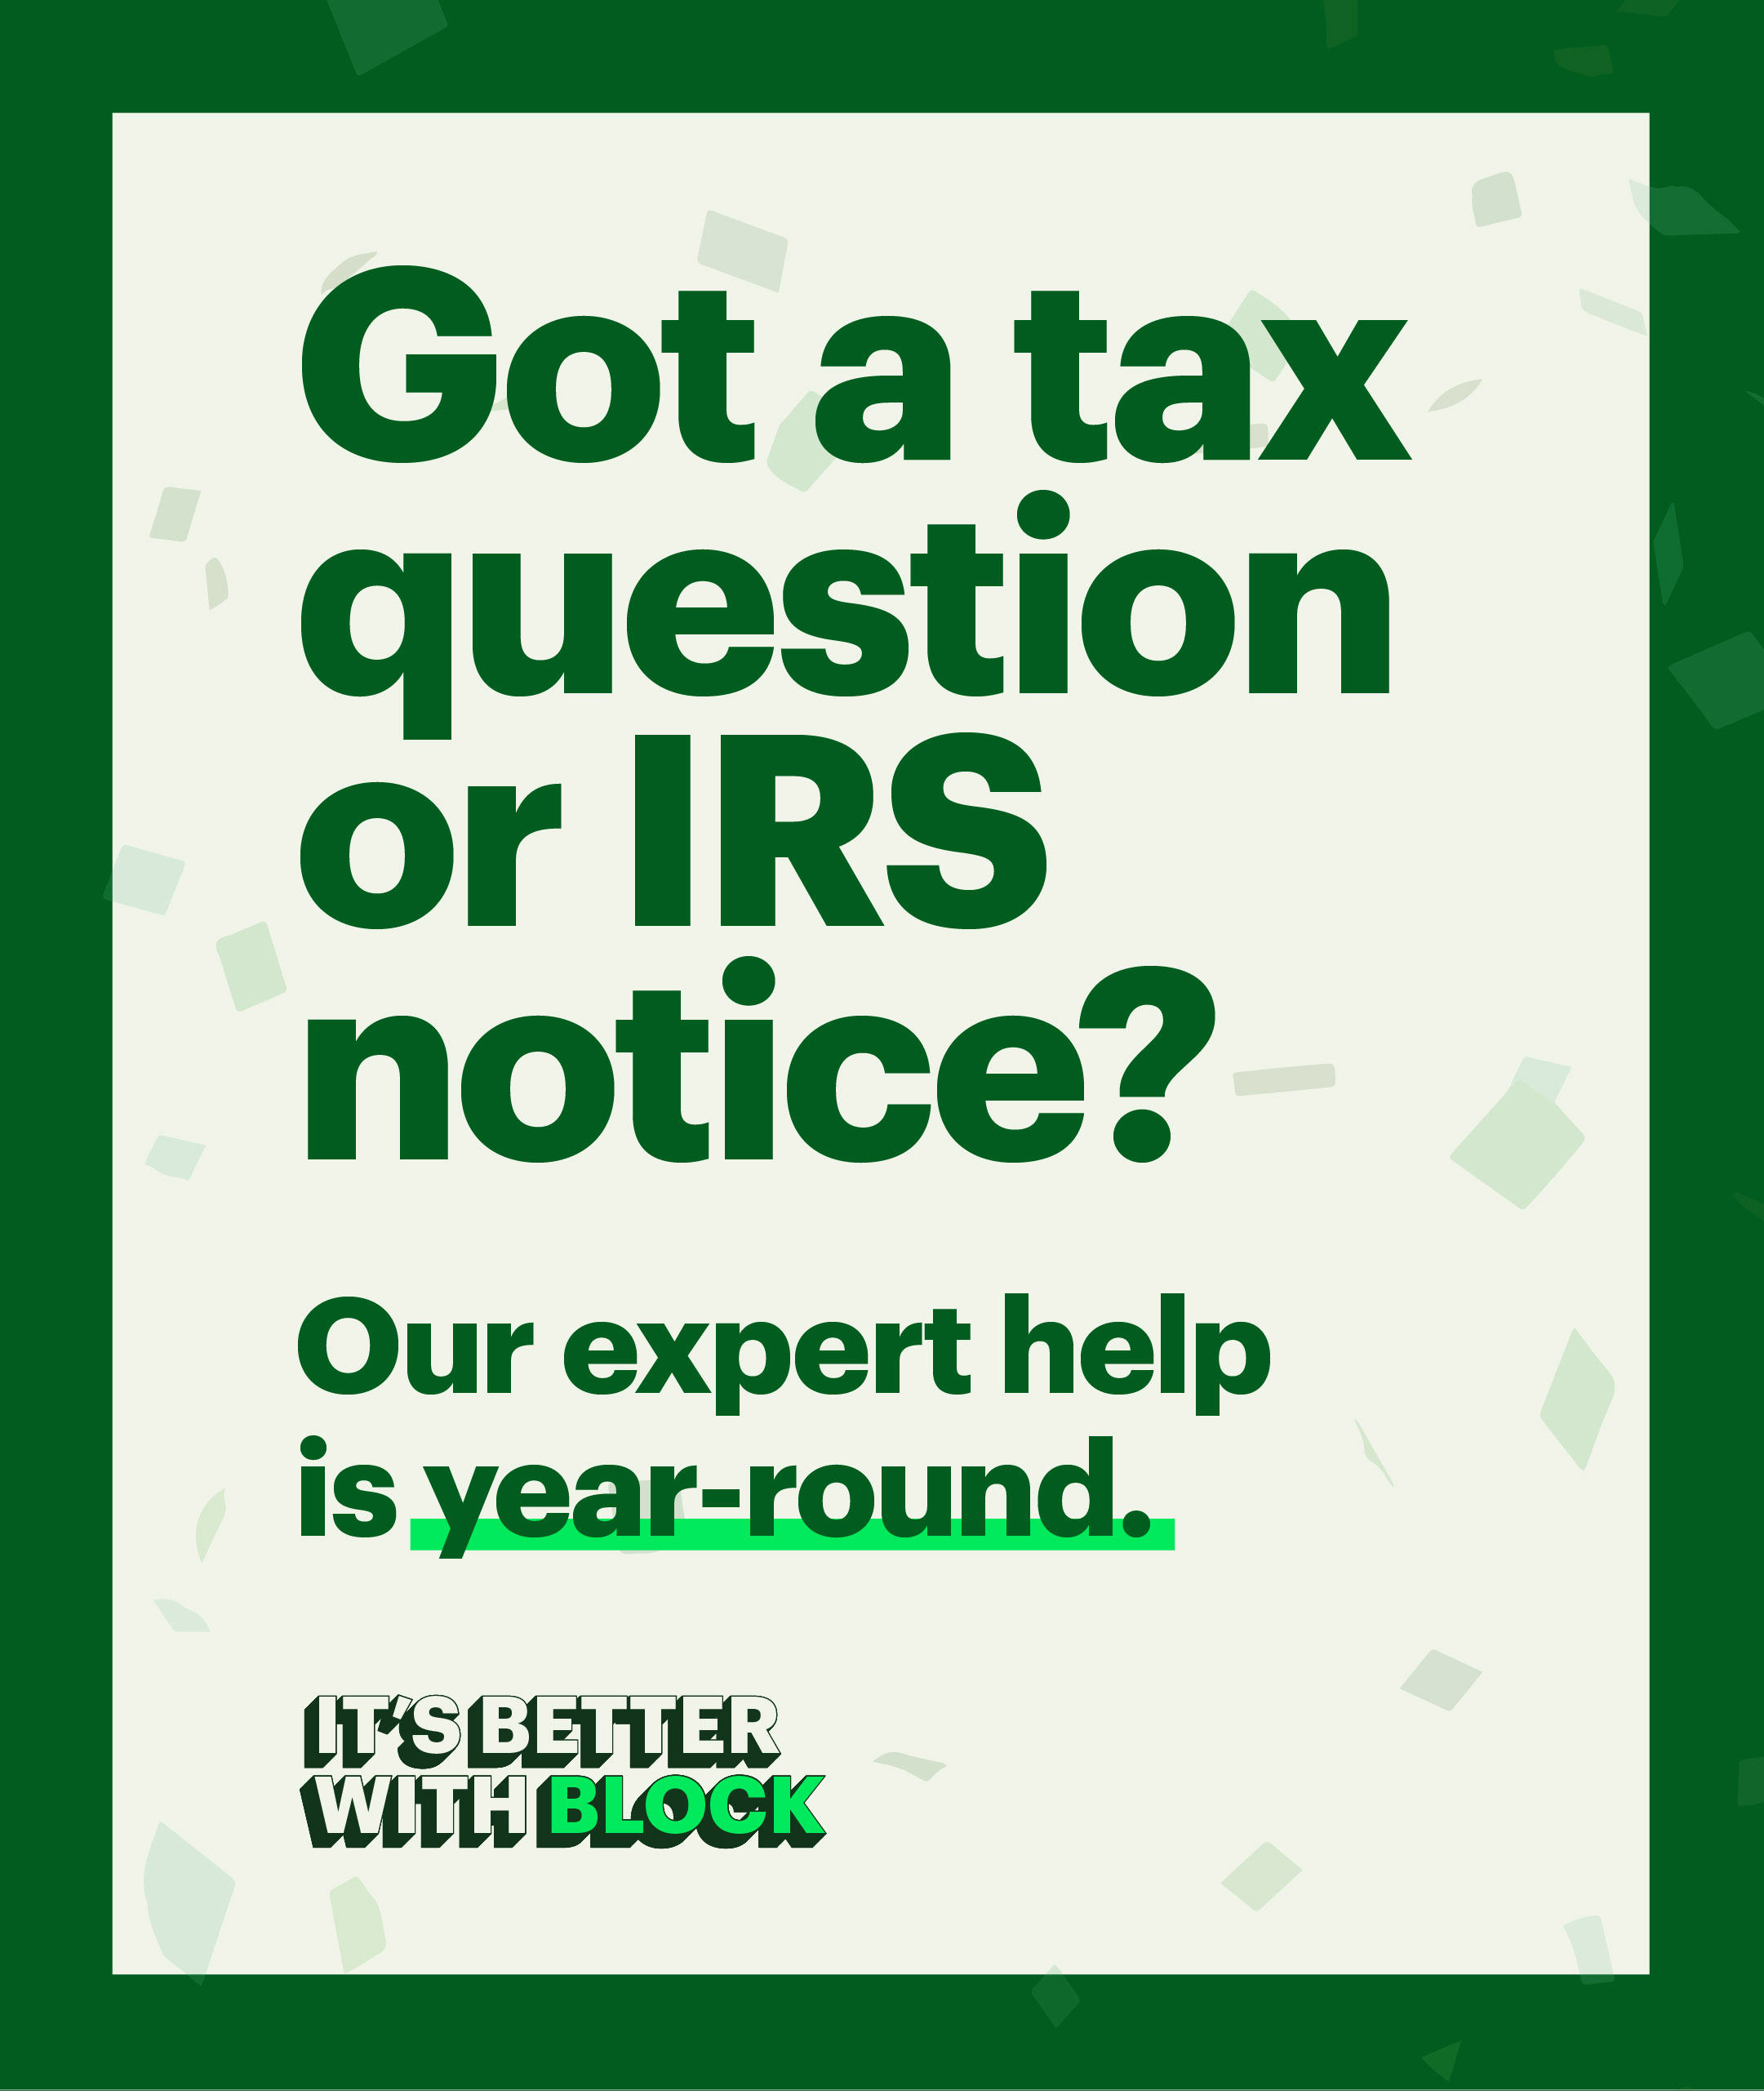 Got a tax
question
or IRS
notice?
Our expert help
is year-round.
IT'S BETTER
WITH BLOCK